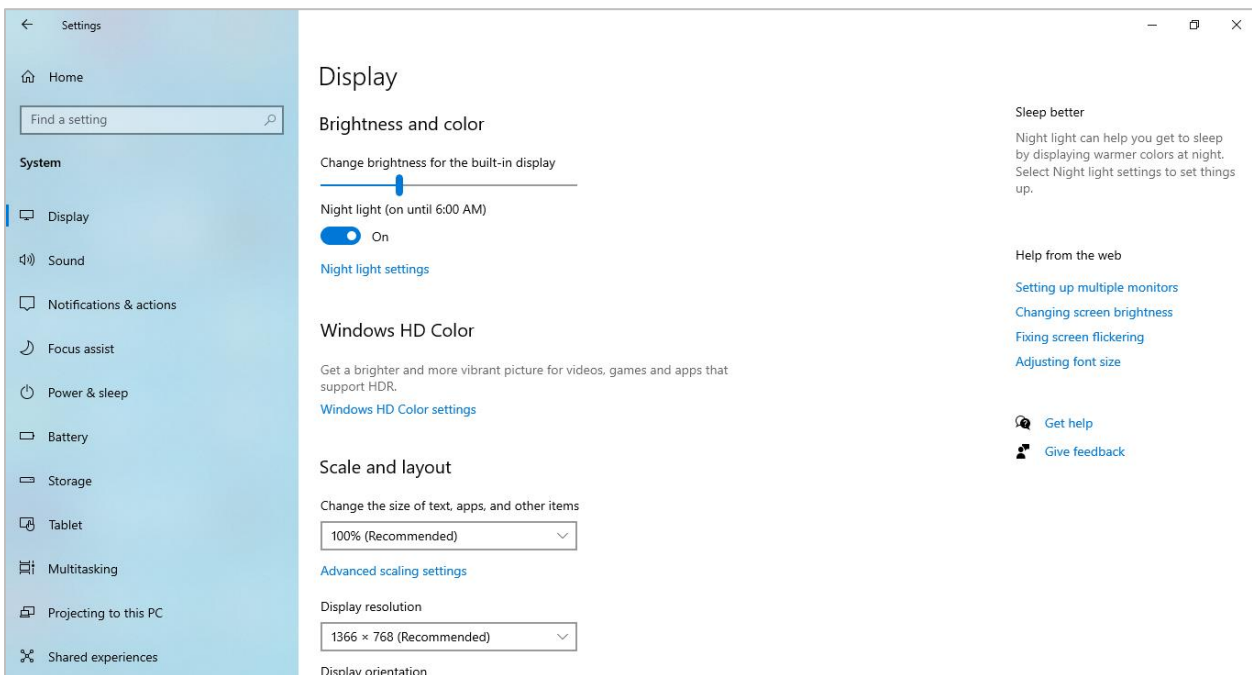 Settings
Home
Find a setting
System
Display
Sound
Notifications & actions
Focus assist
Power & sleep
Battery
Storage
Tablet
Multitasking
Projecting to this PC
Shared experiences
Display
Brightness and color
Change brightness for the built-in display
Night light (on until 6:00 AM)
On
Night light settings
Windows HD Color
Get a brighter and more vibrant picture for videos, games and apps that
support HDR.
Windows HD Color settings
Scale and layout
Change the size of text, apps, and other items
100% (Recommended)
Advanced scaling settings
Display resolution
1366 × 768 (Recommended)
Display orientation
Sleep better
Night light can help you get to sleep
by displaying warmer colors at night.
Select Night light settings to set things
up.
Help from the web
Setting up multiple monitors
Changing screen brightness
Fixing screen flickering
Adjusting font size
Get help
Give feedback